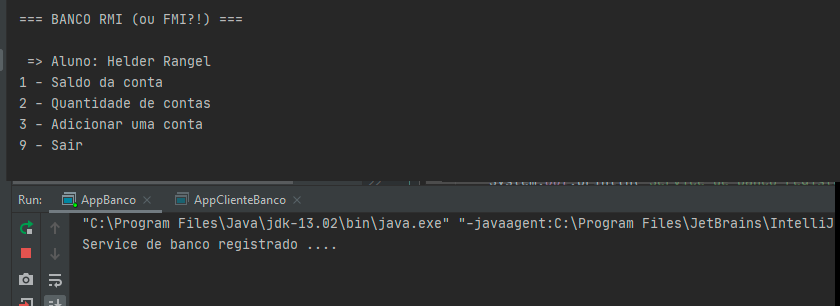 === BANCO RMI (ou FMI?!) ===
=> Aluno: Helder Rangel
1 - Saldo da conta
2 - Quantidade de contas
3 - Adicionar uma conta
9 - Sair
Run: AppBanco × AppClienteBanco ×
"C:\Program Files\Java\jdk-13.02\bin\java.exe" "-javaagent:C:\Program Files\JetBrains\IntelliJ
Service de banco registrado ....